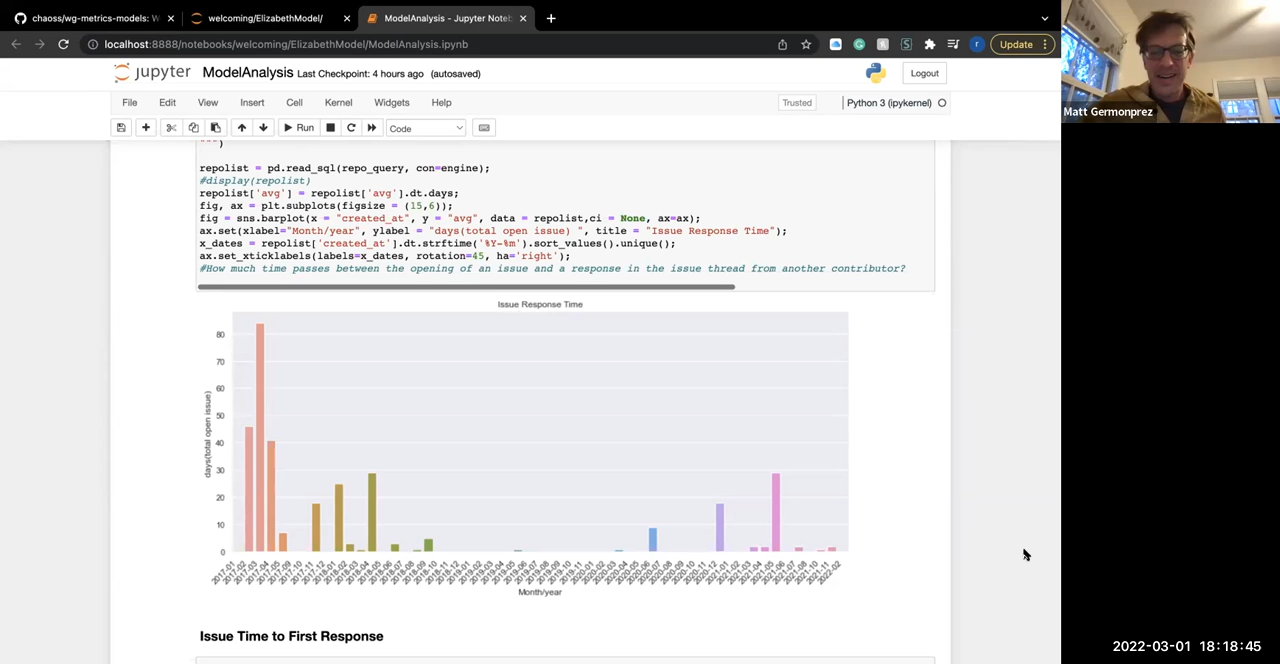 chaoss/wg-metrics-models: W
welcoming/ElizabethModel/
ModelAnalysis - Jupyter Noteb
localhost:8888/notebooks/welcoming/ElizabethModel/ModelAnalysis.ipynb
Update
jupyter ModelAnalysis Last Checkpoint: 4 hours ago (autosaved)
Logout
File Edit View Insert Cell Kernel Widgets Help
Trusted
Python 3 (ipykernel)
Run
Code
""")
repolist = pd.read_sql(repo_query, con=engine);
#display(repolist)
repolist['avg'] = repolist['avg'].dt.days;
fig, ax = plt.subplots(figsize = (15,6));
fig = sns.barplot(x = "created_at", y = "avg", data = repolist,ci = None, ax=ax);
ax.set(xlabel="Month/year", ylabel = "days(total open issue) ", title = "Issue Response Time");
x_dates = repolist['created_at'].dt.strftime('%Y-%m').sort_values().unique();
ax.set_xticklabels(labels=x_dates, rotation=45, ha='right');
#How much time passes between the opening of an issue and a response in the issue thread from another contributor?
Issue Response Time
days(total open issue)
80
70
60
50
40
30
20
10
0
Month/year
Issue Time to First Response
Matt Germonprez
2022-03-01 18:18:45